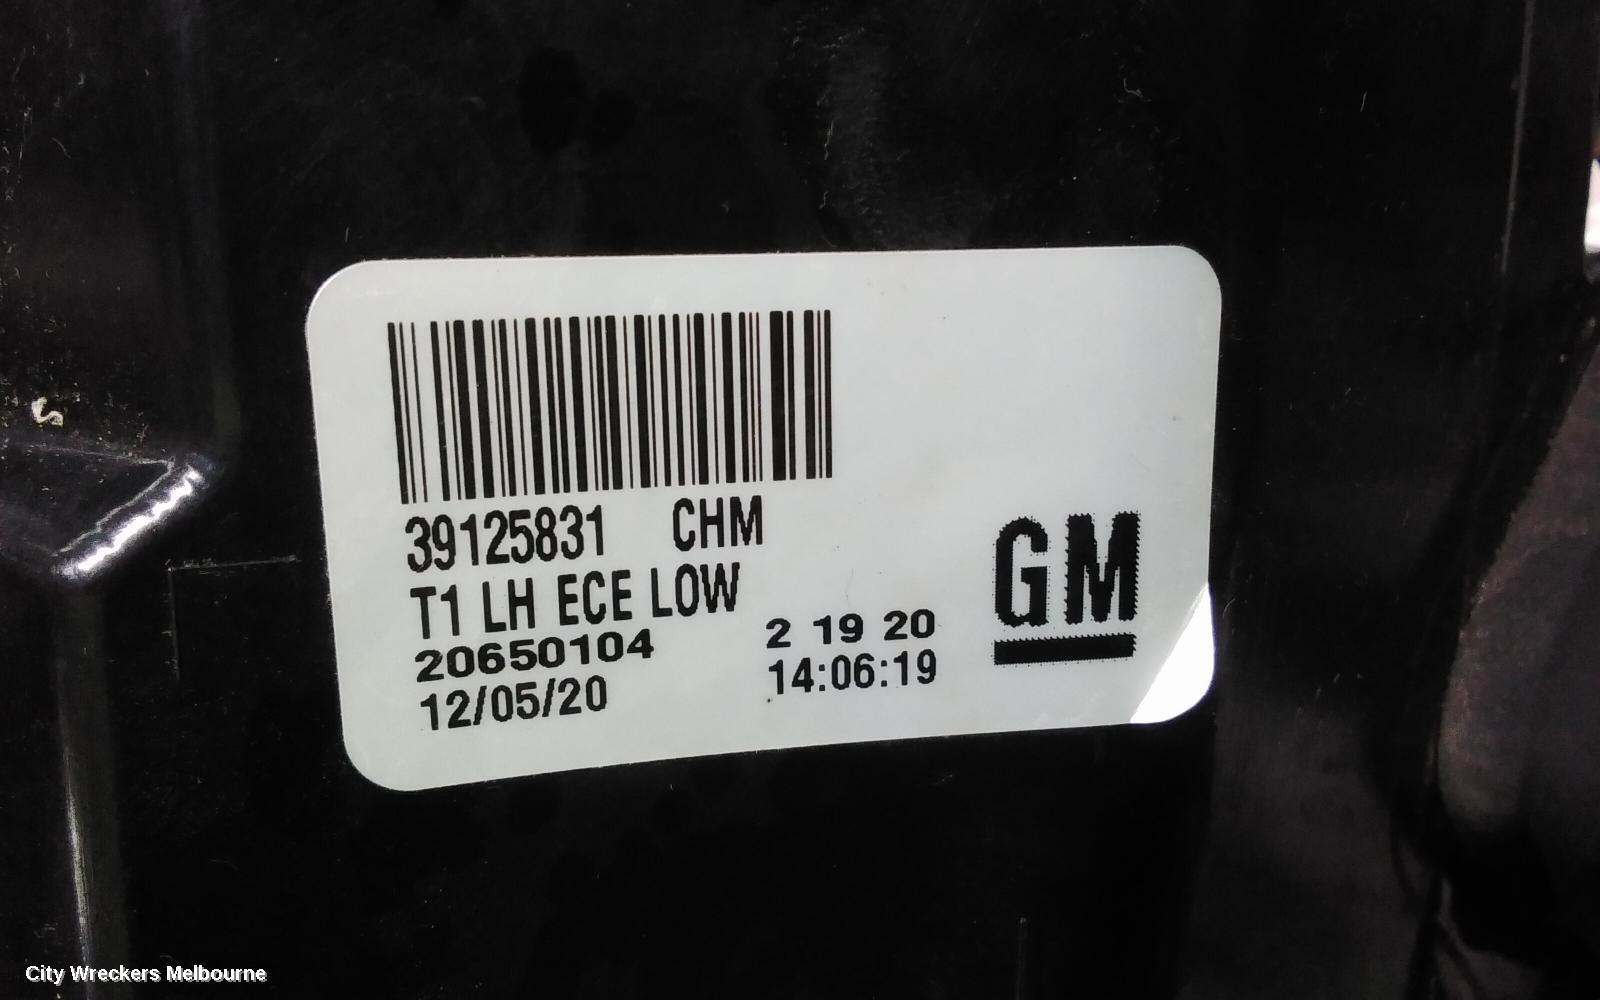 39125831 CHM
T1 LH ECE LOW
20650104 2 19 20
12/05/20 14:06:19
GM
City Wreckers Melbourne